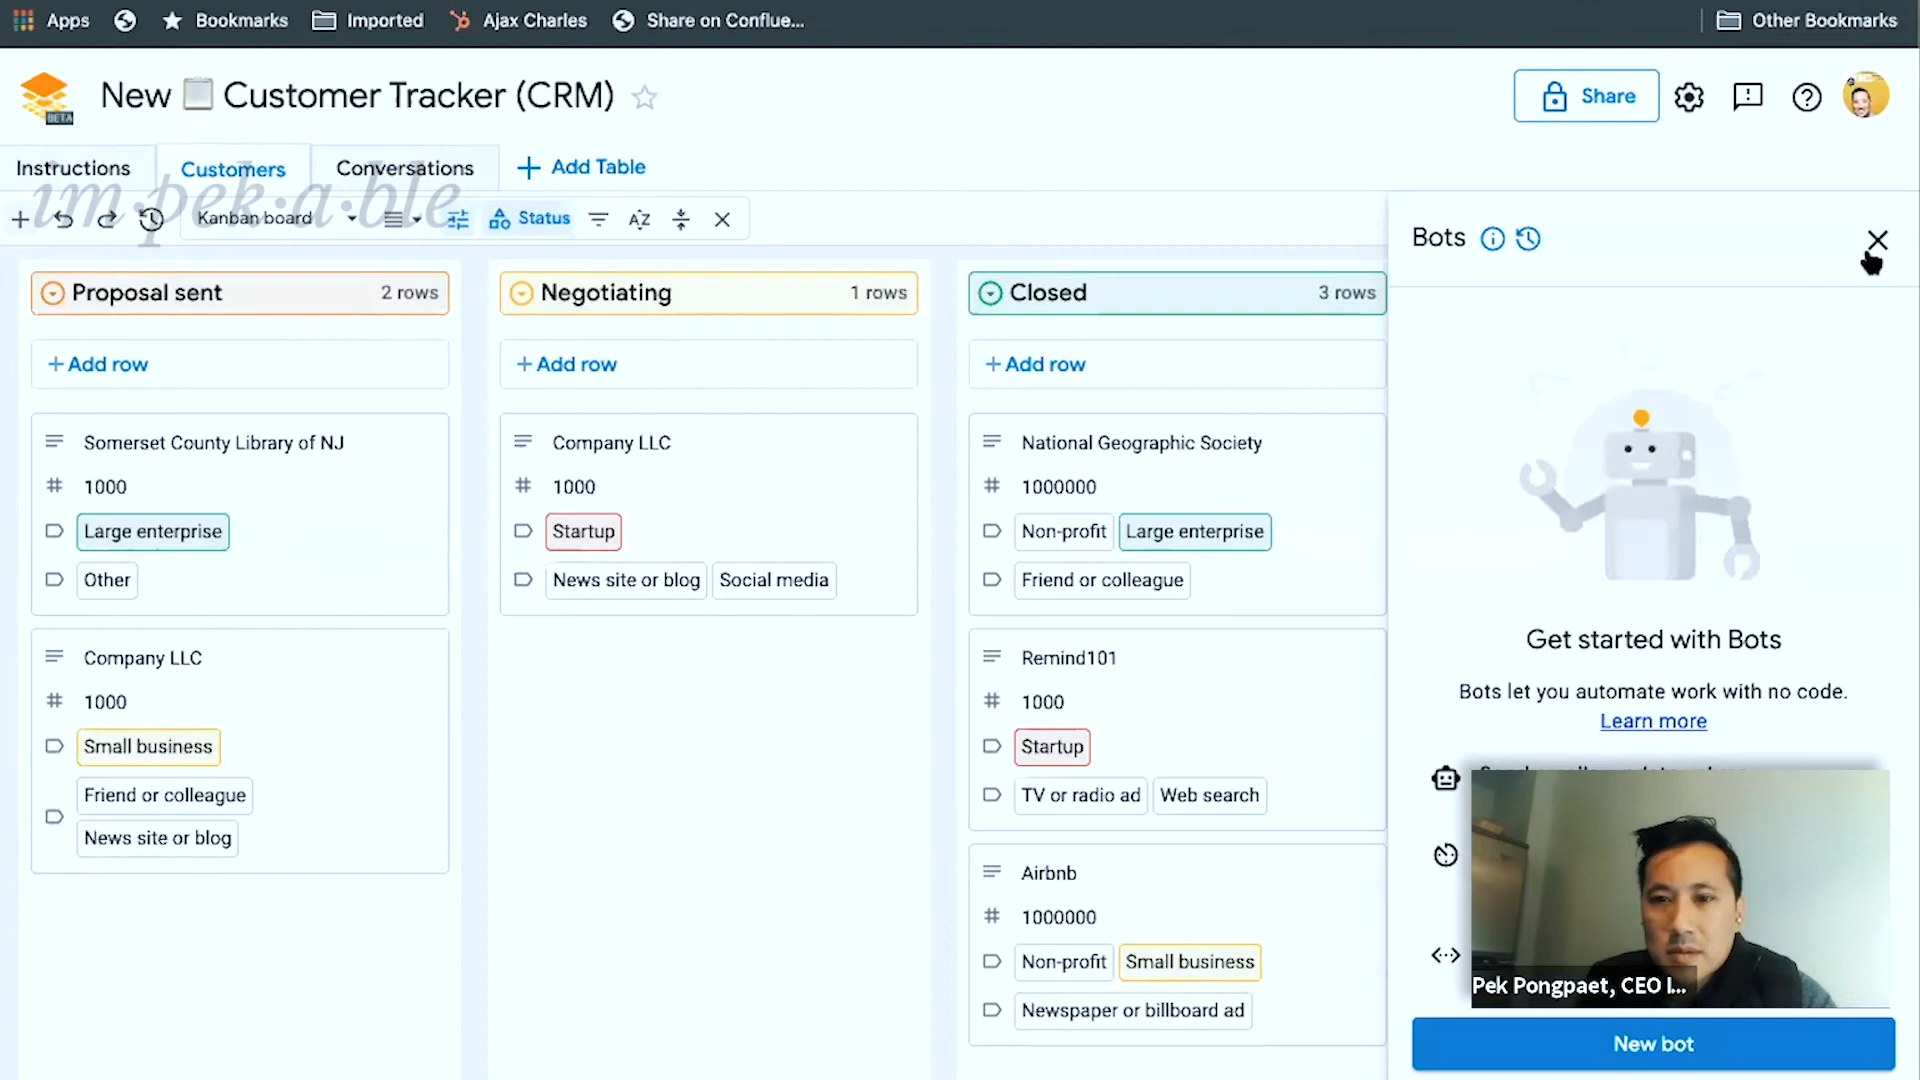 Apps Bookmarks Imported Ajax Charles Share on Conflue... Other Bookmarks
BETA
New Customer Tracker (CRM)
Share
Instructions Customers Conversations + Add Table
im·pek·a·ble
Kanban board Status
Bots
Proposal sent 2 rows
+ Add row
Somerset County Library of NJ
# 1000
Large enterprise
Other
Company LLC
# 1000
Small business
Friend or colleague
News site or blog
Negotiating 1 rows
+ Add row
Company LLC
# 1000
Startup
News site or blog Social media
Closed 3 rows
+ Add row
National Geographic Society
# 1000000
Non-profit Large enterprise
Friend or colleague
Remind101
# 1000
Startup
TV or radio ad Web search
Airbnb
# 1000000
Non-profit Small business
Newspaper or billboard ad
Get started with Bots
Bots let you automate work with no code.
Learn more
Pek Pongpaet, CEO I...
New bot